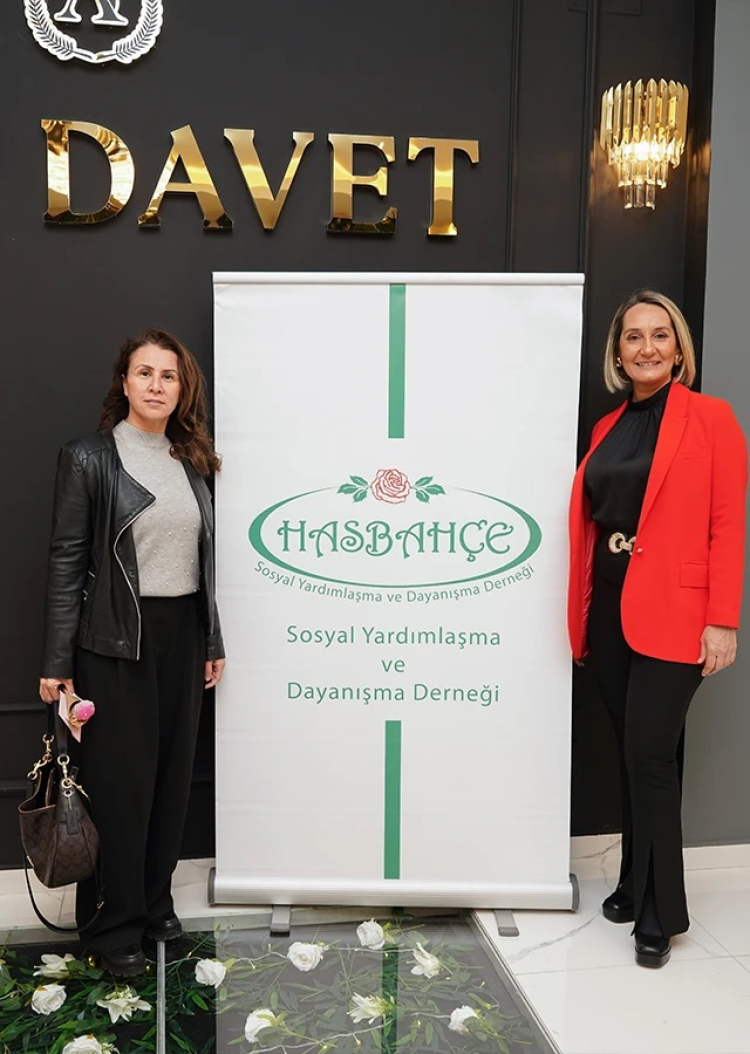 DAVET
HASBAHÇE
Sosyal Yardımlaşma ve Dayanışma Derneği
Sosyal Yardımlaşma
ve
Dayanışma Derneği